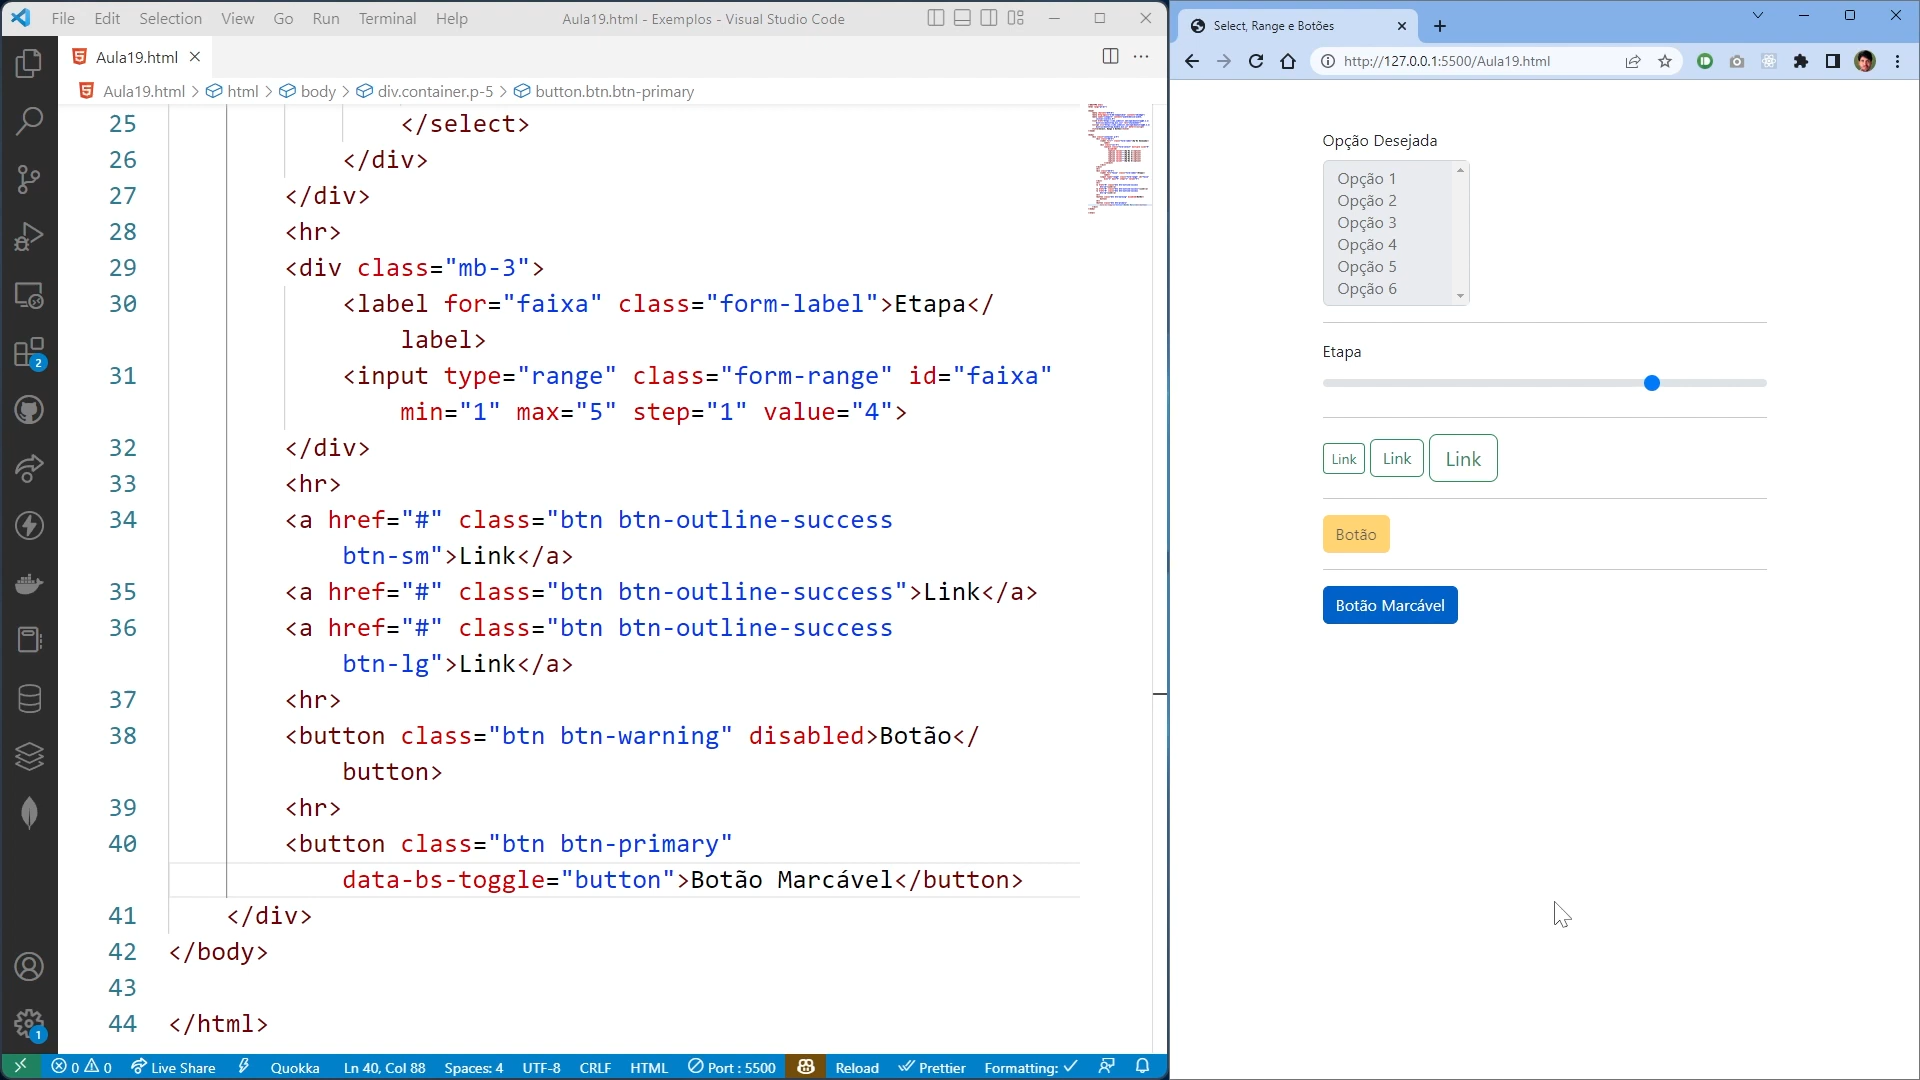 File Edit Selection View Go Run Terminal Help
Aula19.html - Exemplos - Visual Studio Code
Aula19.html
Aula19.html > html > body > div.container.p-5 > button.btn.btn-primary
25 </select>
26 </div>
27 </div>
28 <hr>
29 <div class="mb-3">
30 <label for="faixa" class="form-label">Etapa</
label>
31 <input type="range" class="form-range" id="faixa"
min="1" max="5" step="1" value="4">
32 </div>
33 <hr>
34 <a href="#" class="btn btn-outline-success
btn-sm">Link</a>
35 <a href="#" class="btn btn-outline-success">Link</a>
36 <a href="#" class="btn btn-outline-success
btn-lg">Link</a>
37 <hr>
38 <button class="btn btn-warning" disabled>Botão</
button>
39 <hr>
40 <button class="btn btn-primary"
data-bs-toggle="button">Botão Marcável</button>
41 </div>
42 </body>
43
44 </html>
2
1
0 0 Live Share Quokka Ln 40, Col 88 Spaces: 4 UTF-8 CRLF HTML Port : 5500 Reload Prettier Formatting:
Select, Range e Botões
http://127.0.0.1:5500/Aula19.html
Opção Desejada
Opção 1
Opção 2
Opção 3
Opção 4
Opção 5
Opção 6
Etapa
Link Link Link
Botão
Botão Marcável